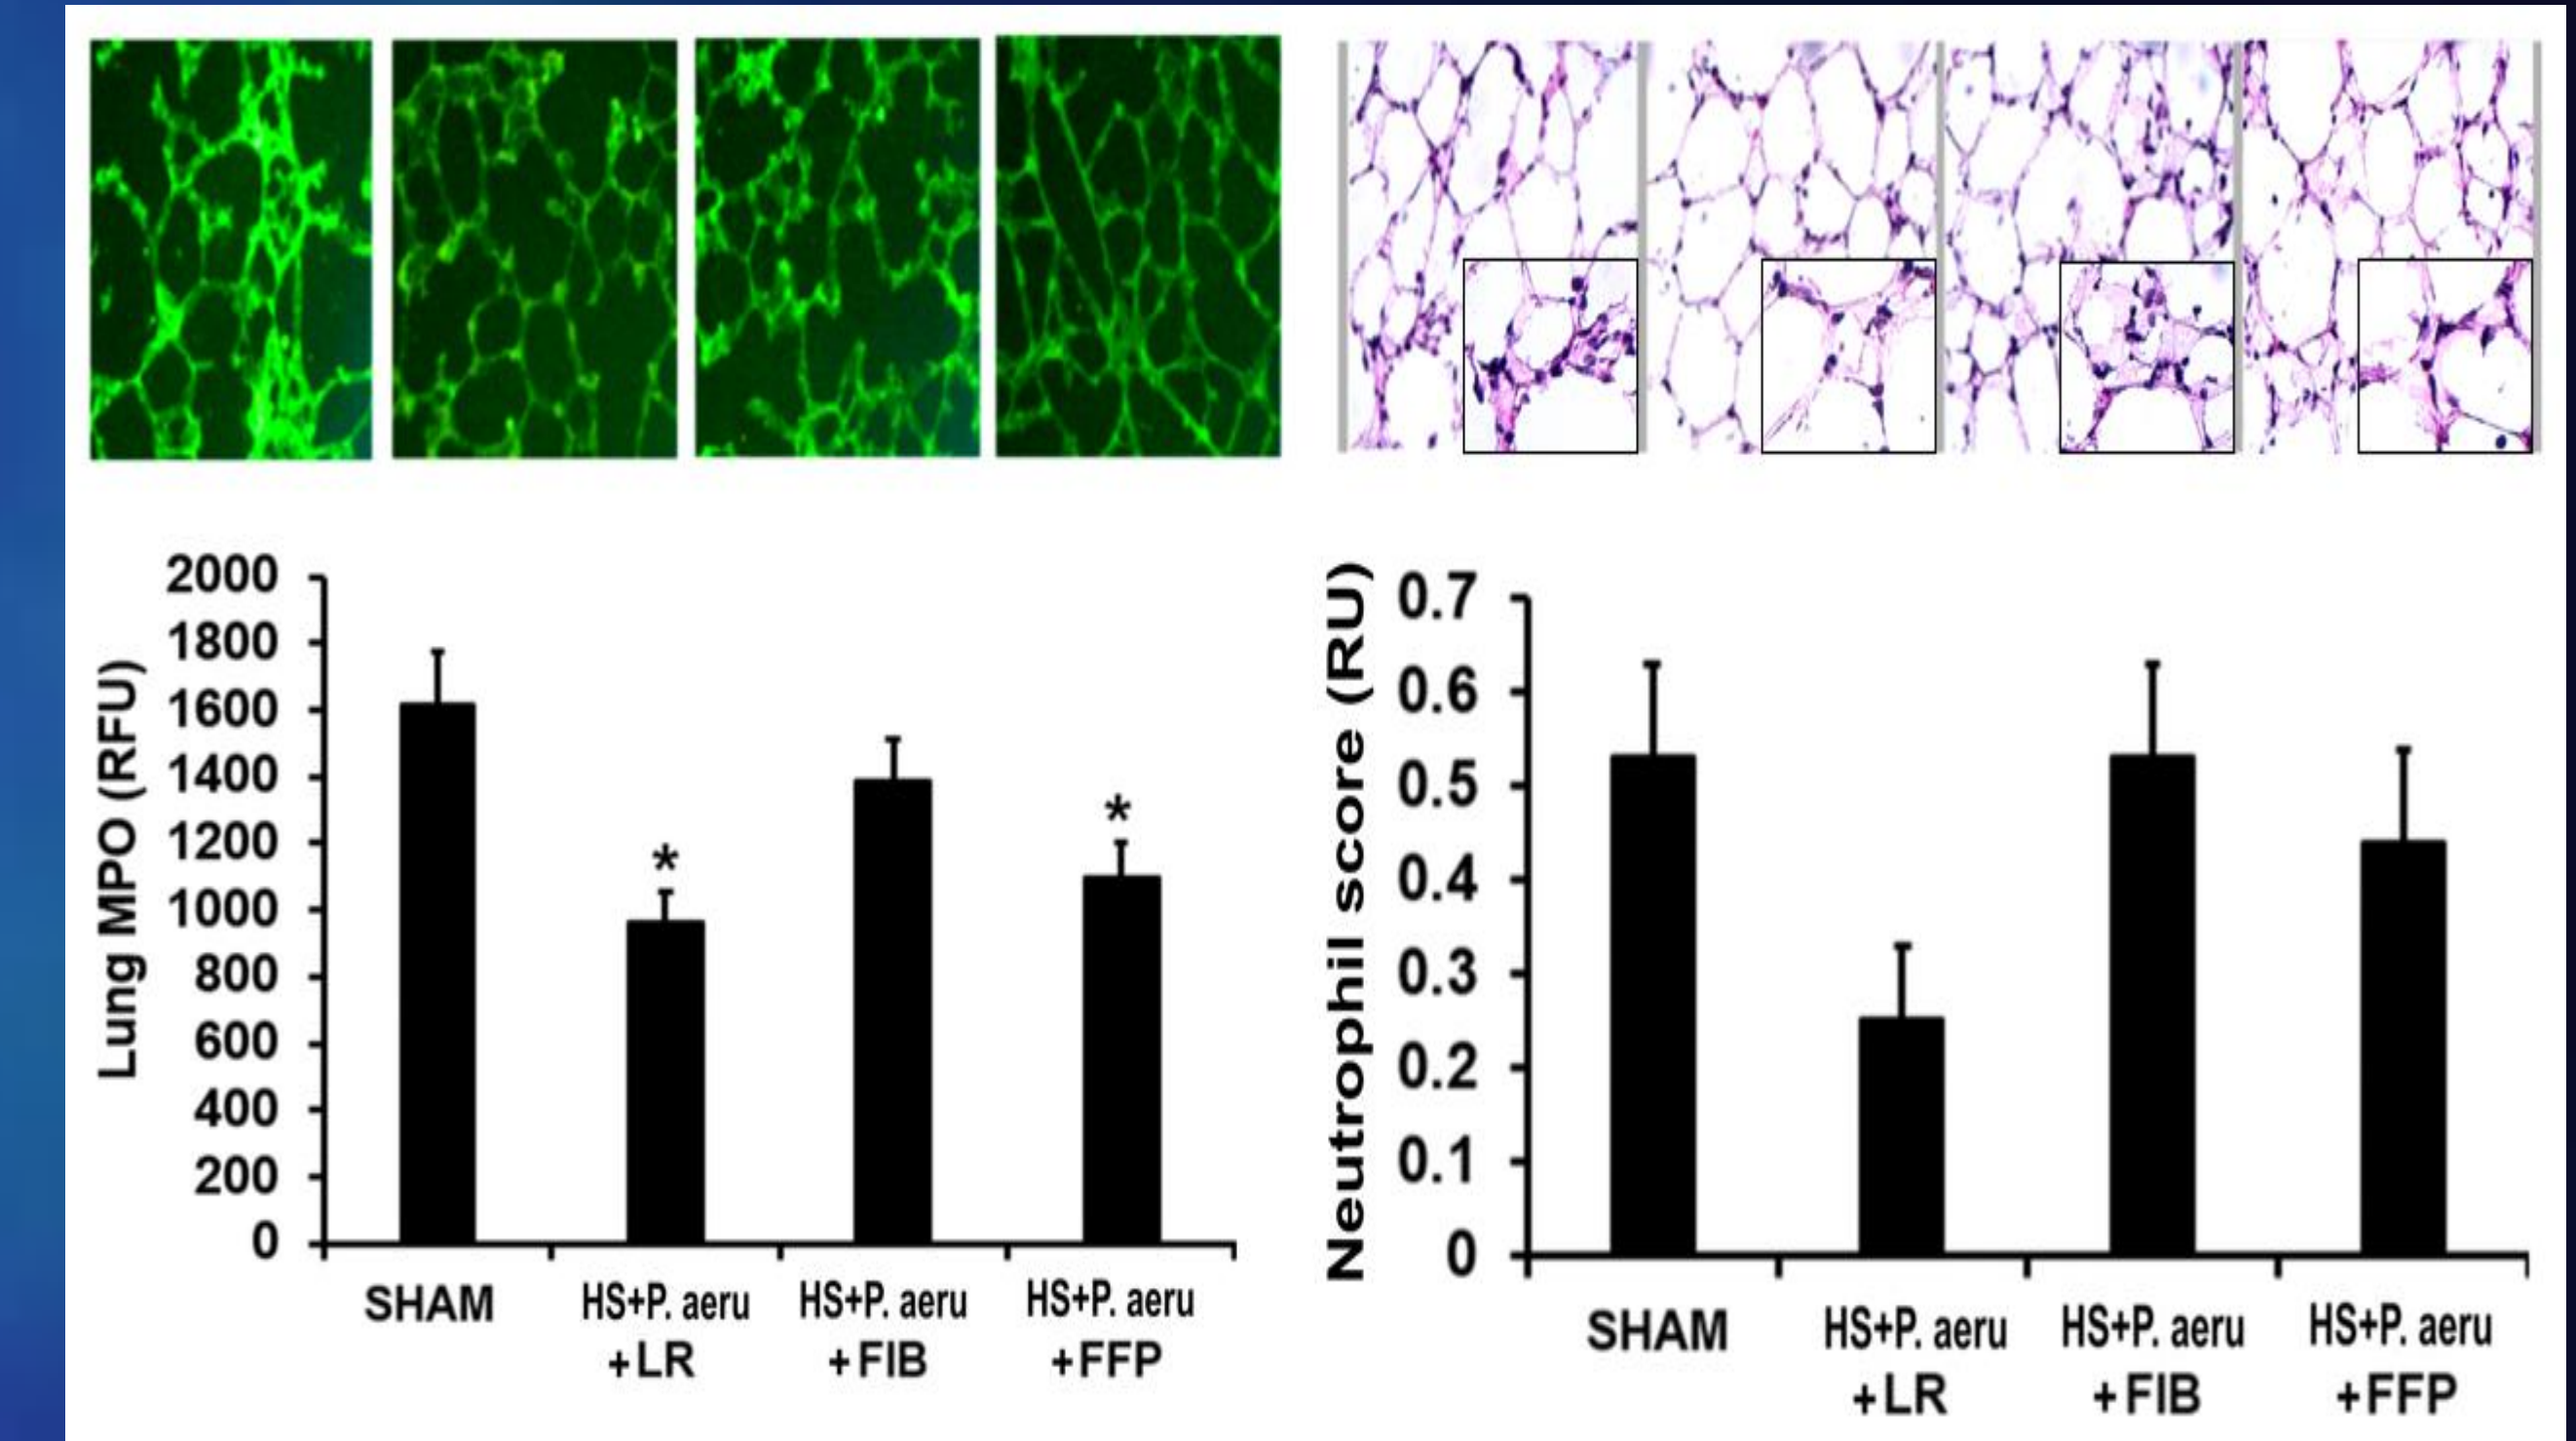 Lung MPO (RFU)
2000
1800
1600
1400
1200
1000
800
600
400
200
0
*
*
SHAM
HS+P. aeru
+LR
HS+P. aeru
+FIB
HS+P. aeru
+FFP
Neutrophil score (RU)
0.7
0.6
0.5
0.4
0.3
0.2
0.1
0
SHAM
HS+P. aeru
+LR
HS+P. aeru
+FIB
HS+P. aeru
+FFP